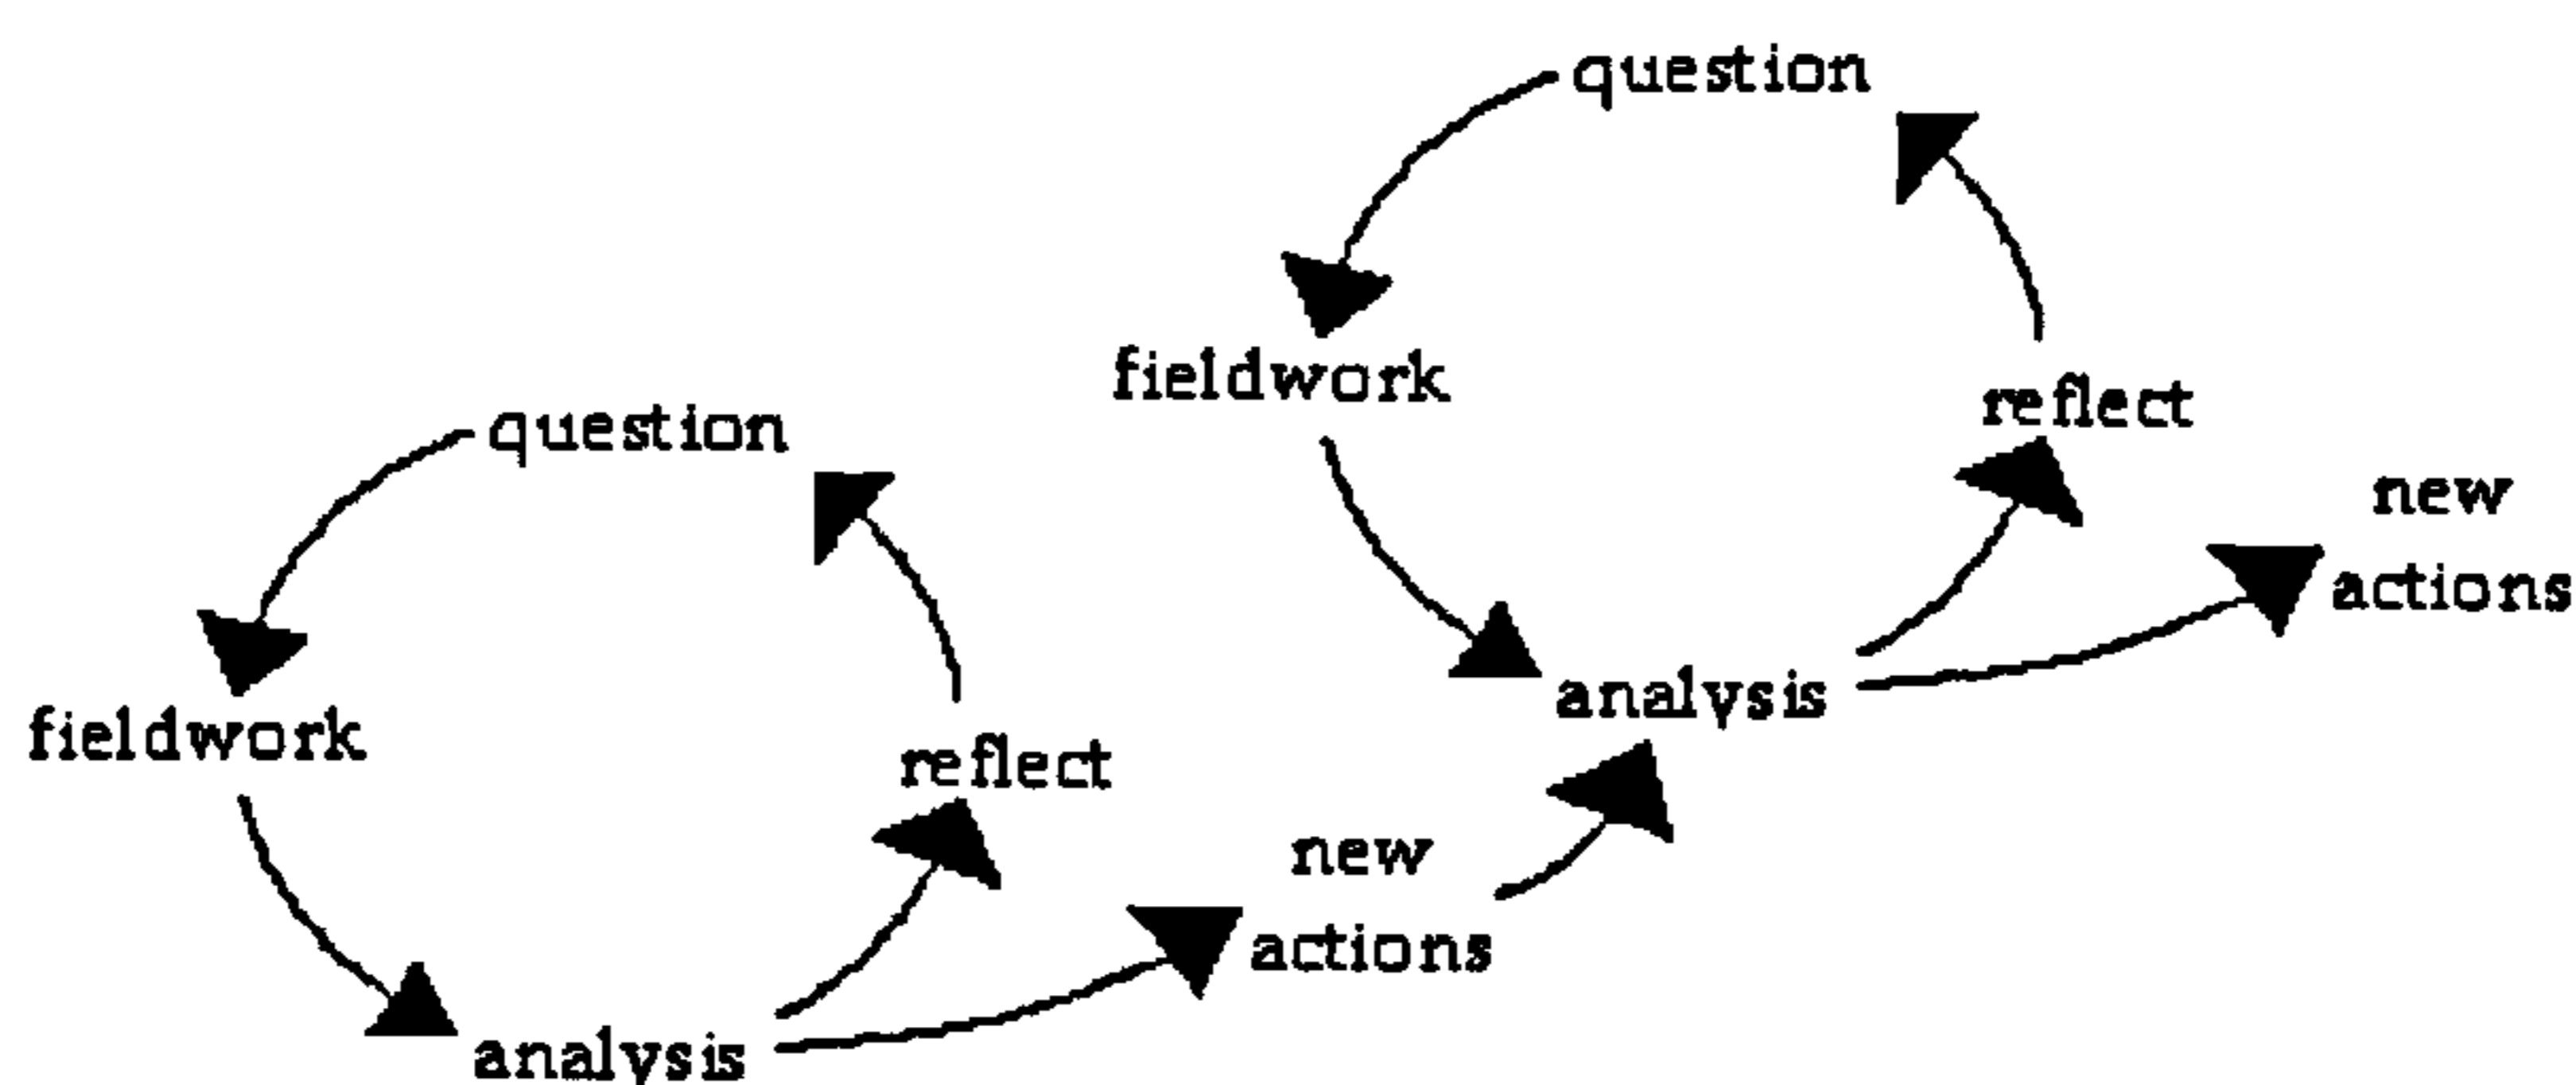 question
fieldwork
question
reflect
new
actions
fieldwork
analysis
reflect
new
actions
analysis